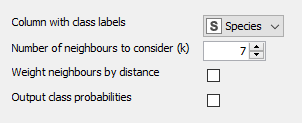 Column with class labels S Species
Number of neighbours to consider (k) 7
Weight neighbours by distance
Output class probabilities